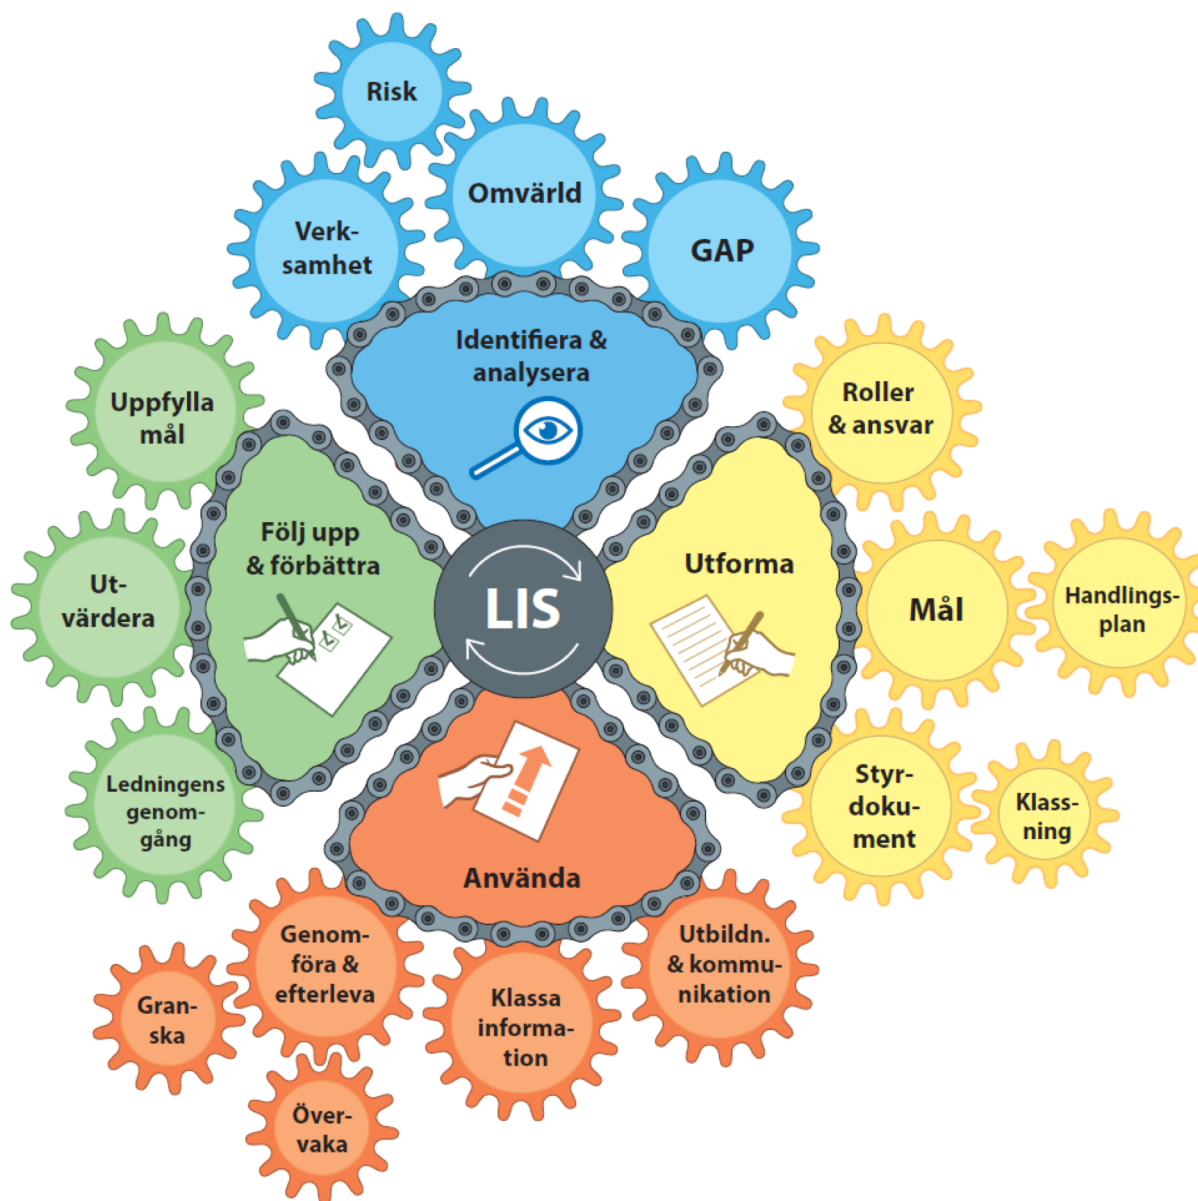 Risk
Omvärld
Verk-
samhet
GAP
Identifiera &
analysera
Roller
& ansvar
Utforma
Mål
Handlings-
plan
Styr-
doku-
ment
Klass-
ning
Använda
Utbildn.
& kommu-
nikation
Klassa
informa-
tion
Genom-
föra &
efterleva
Gran-
ska
Över-
vaka
Följ upp
& förbättra
Ledningens
genom-
gång
Ut-
värdera
Uppfylla
mål
LIS